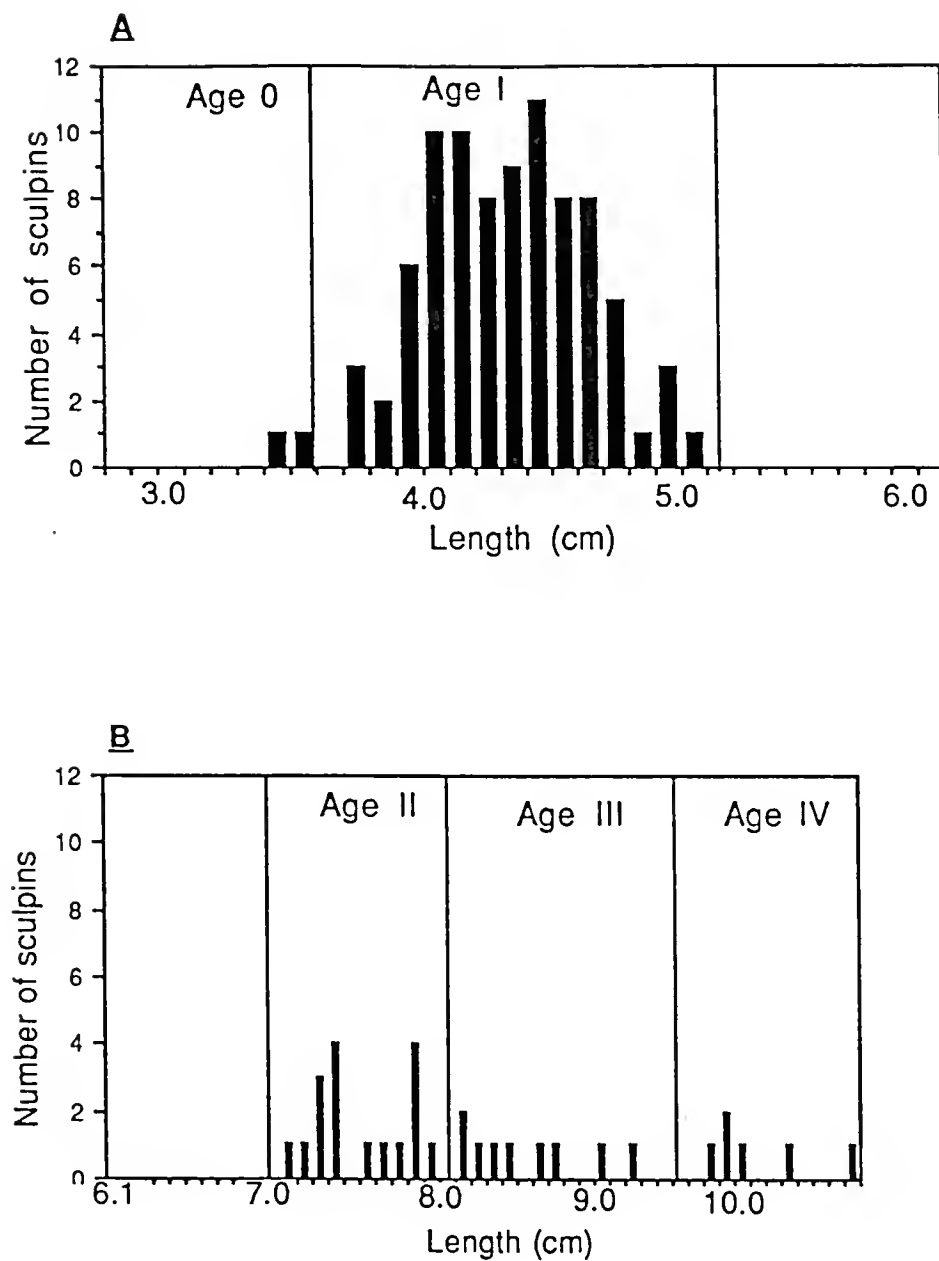 A
12
10
8
6
4
2
0
Number of sculpins
Age 0
Age I
3.0
4.0
5.0
6.0
Length (cm)
B
12
10
8
6
4
2
0
Number of sculpins
Age II
Age III
Age IV
6.1
7.0
8.0
9.0
10.0
Length (cm)